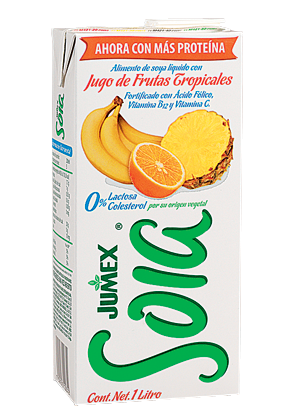 AHORA CON MÁS PROTEÍNA
Alimento de soya líquido con
Jugo de Frutas Tropicales
Fortificado con Ácido Fólico,
Vitamina B12 y Vitamina C.
0% Lactosa
Colesterol por su origen vegetal
JUMEX®
Soya
Cont. Net. 1 Litro